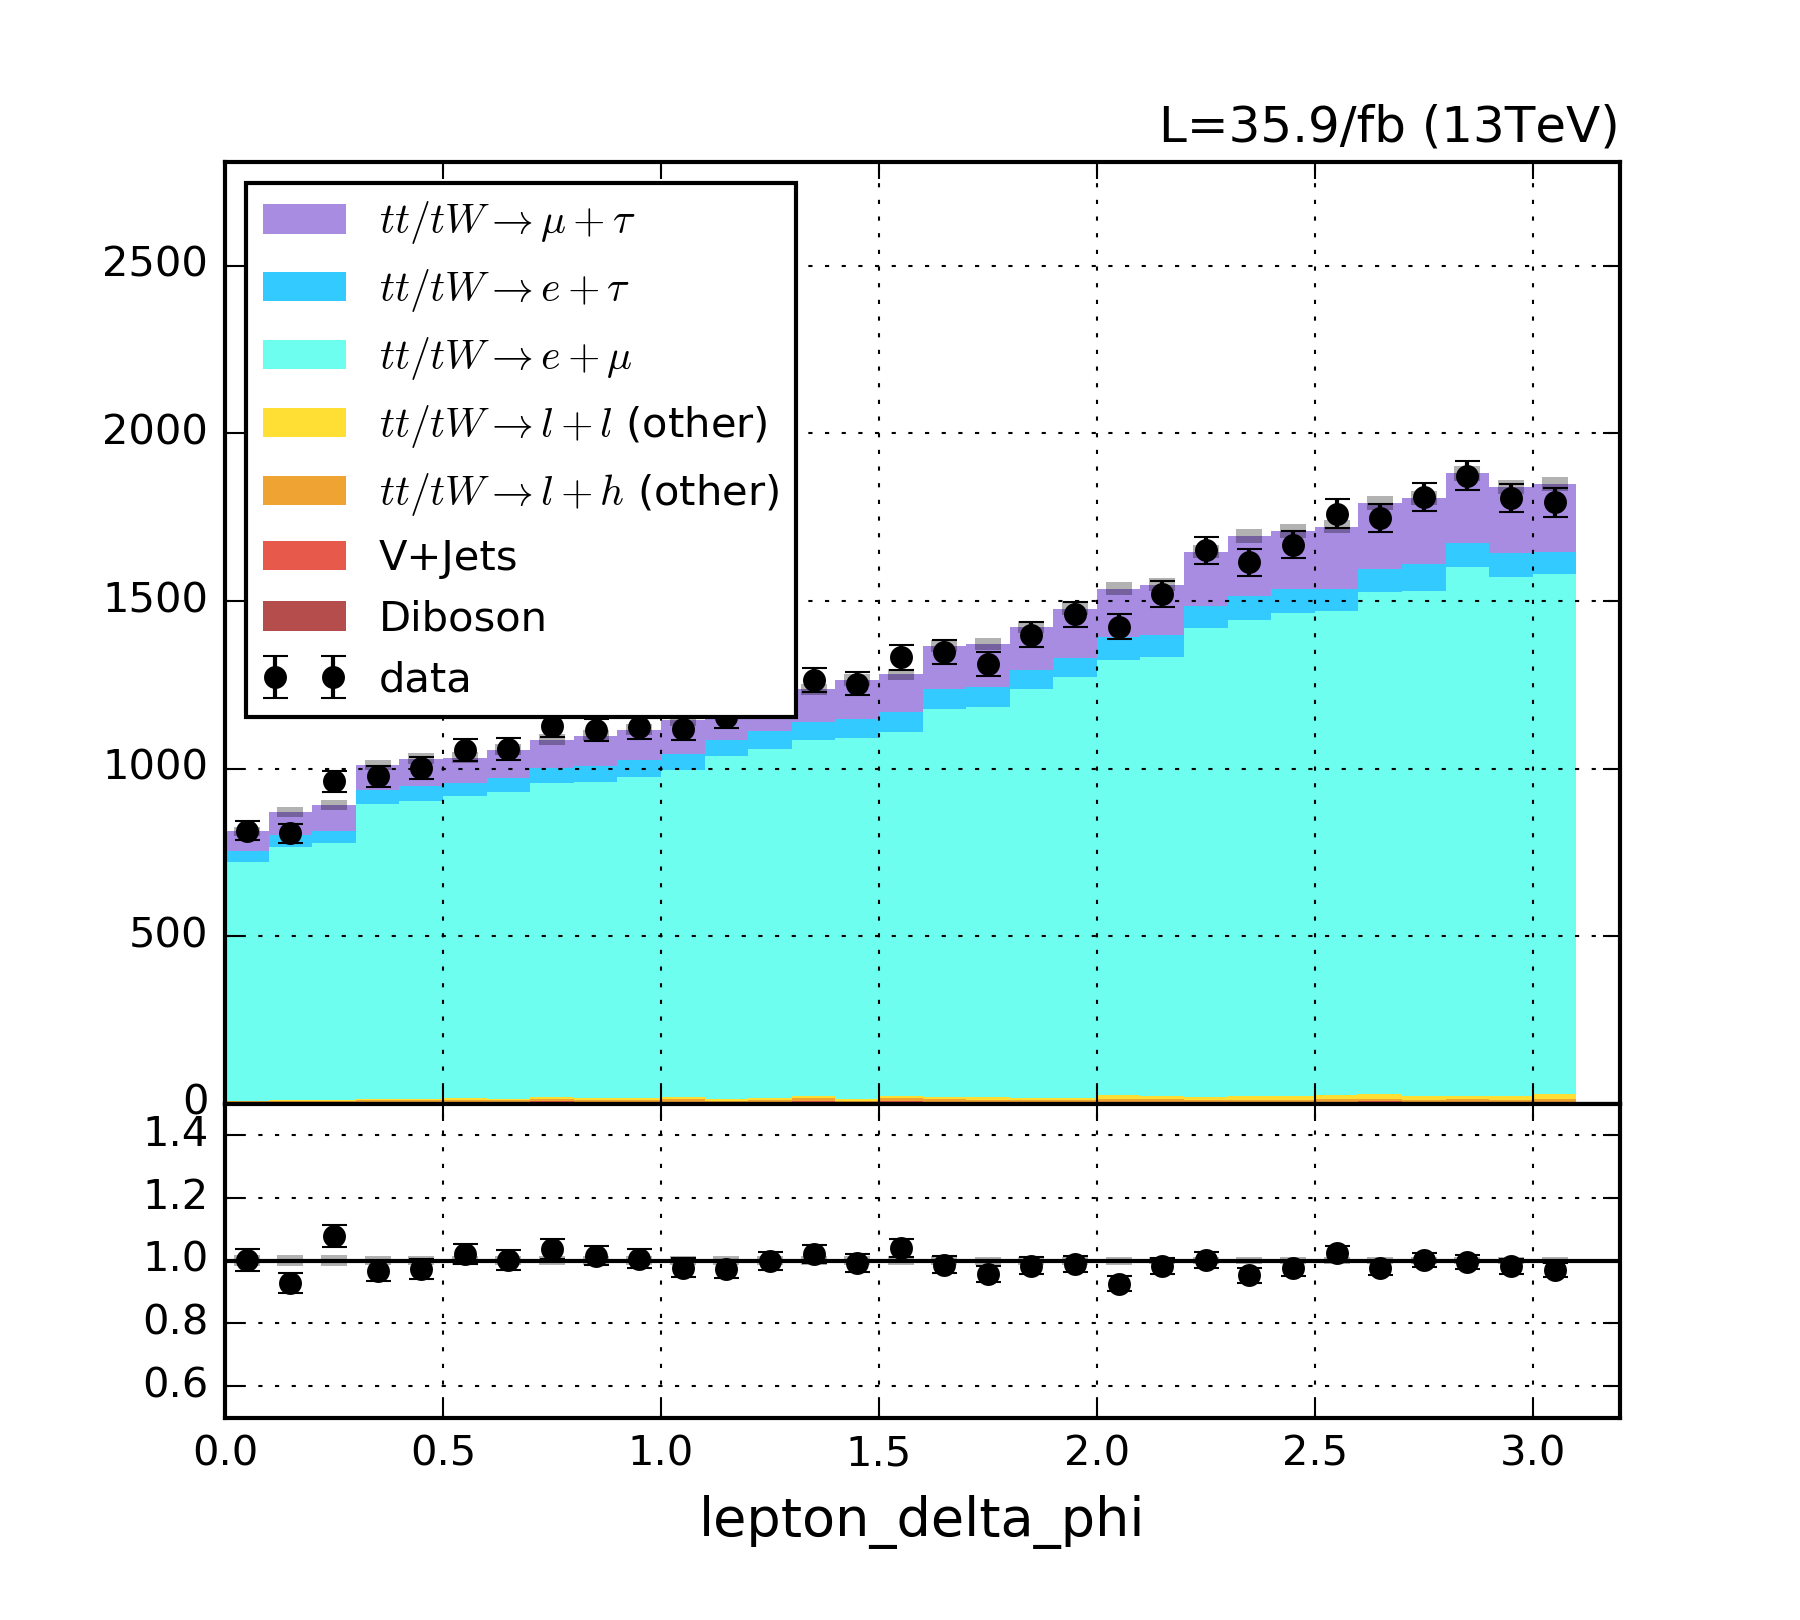 L=35.9/fb (13TeV)
2500
2000
1500
1000
500
0
tt/tW → μ + τ
tt/tW → e + τ
tt/tW → e + μ
tt/tW → l + l (other)
tt/tW → l + h (other)
V+Jets
Diboson
data
1.4
1.2
1.0
0.8
0.6
0.0 0.5 1.0 1.5 2.0 2.5 3.0
lepton_delta_phi